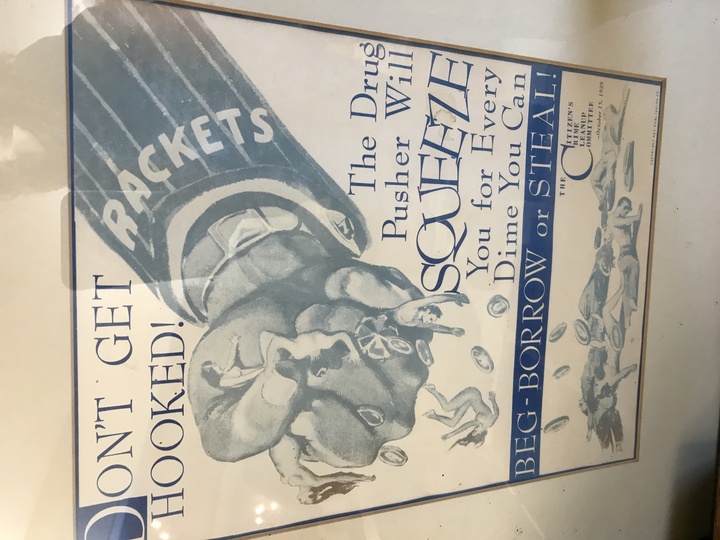 DON'T GET
HOOKED!
RACKETS
The Drug
Pusher Will
SQUEEZE
You for Every
Dime You Can
BEG-BORROW or STEAL!
THE CITIZEN'S
CRIME
CLEANUP
COMMITTEE